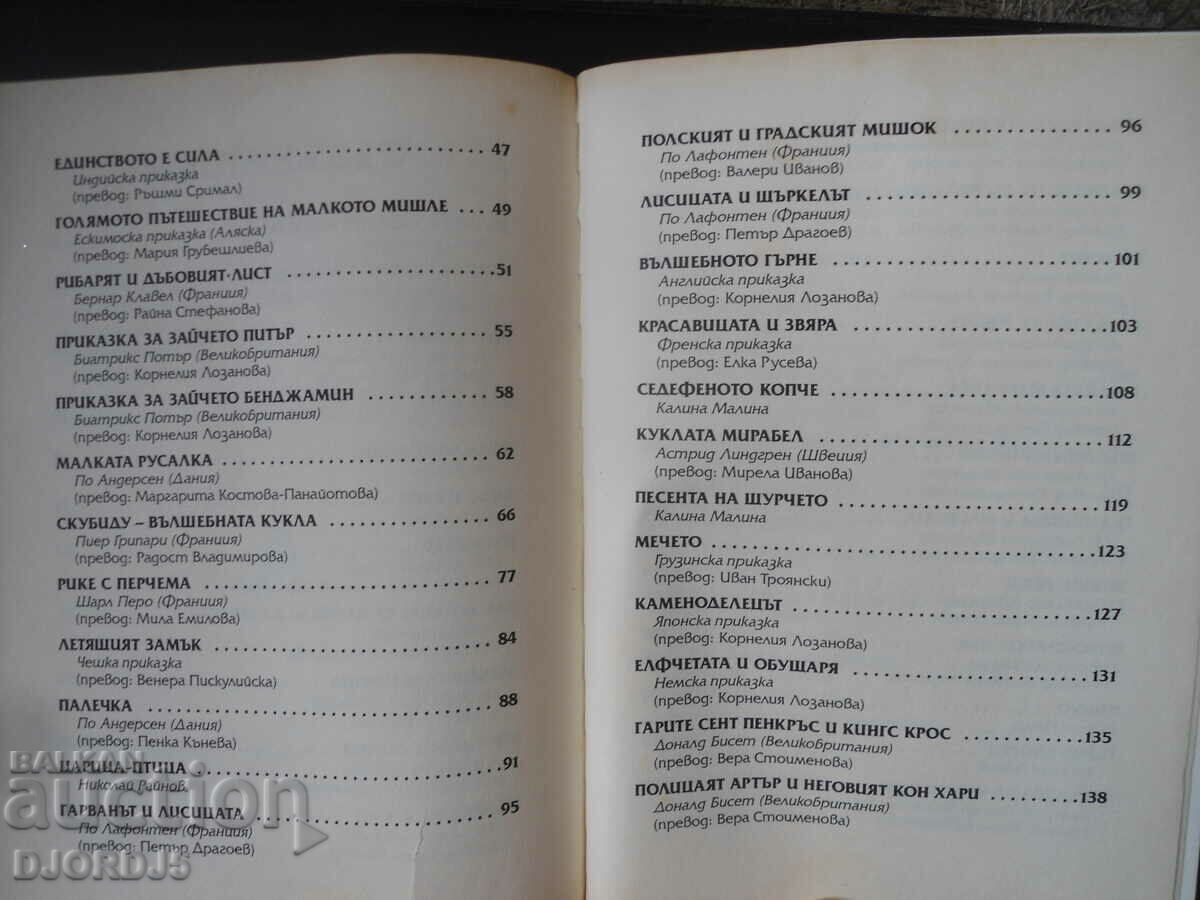 ЕДИНСТВОТО Е СИЛА 47
Индийска приказка
(превод: Ръшми Сримал)
ГОЛЯМОТО ПЪТЕШЕСТВИЕ НА МАЛКОТО МИШЛЕ 49
Ескимоска приказка (Аляска)
(превод: Мария Грубешлиева)
РИБАРЯТ И ДЪБОВИЯТ·ЛИСТ 51
Бернар Клавел (Франция)
(превод: Райна Стефанова)
ПРИКАЗКА ЗА ЗАЙЧЕТО ПИТЪР 55
Биатрикс Потър (Великобритания)
(превод: Корнелия Лозанова)
ПРИКАЗКА ЗА ЗАЙЧЕТО БЕНДЖАМИН 58
Биатрикс Потър (Великобритания)
(превод: Корнелия Лозанова)
МАЛКАТА РУСАЛКА 62
По Андерсен (Дания)
(превод: Маргарита Костова-Панайотова)
СКУБИДУ – ВЪЛШЕБНАТА КУКЛА 66
Пиер Грипари (Франция)
(превод: Радост Владимирова)
РИКЕ С ПЕРЧЕМА 77
Шарл Перо (Франция)
(превод: Мила Емилова)
ЛЕТЯЩИЯТ ЗАМЪК 84
Чешка приказка
(превод: Венера Пискулийска)
ПАЛЕЧКА 88
По Андерсен (Дания)
(превод: Пенка Кънева)
ЦАРИЦА-ПТИЦА 91
Николай Райнов
ГАРВАНЪТ И ЛИСИЦАТА 95
По Лафонтен (Франция)
(превод: Петър Драгоев)
ПОЛСКИЯТ И ГРАДСКИЯТ МИШОК 96
По Лафонтен (Франция)
(превод: Валери Иванов)
ЛИСИЦАТА И ЩЪРКЕЛЪТ 99
По Лафонтен (Франция)
(превод: Петър Драгоев)
ВЪЛШЕБНОТО ГЪРНЕ 101
Английска приказка
(превод: Корнелия Лозанова)
КРАСАВИЦАТА И ЗВЯРА 103
Френска приказка
(превод: Елка Русева)
СЕДЕФЕНОТО КОПЧЕ 108
Калина Малина
КУКЛАТА МИРАБЕЛ 112
Астрид Линдгрен (Швеция)
(превод: Мирела Иванова)
ПЕСЕНТА НА ЩУРЧЕТО 119
Калина Малина
МЕЧЕТО 123
Грузинска приказка
(превод: Иван Троянски)
КАМЕНОДЕЛЕЦЪТ 127
Японска приказка
(превод: Корнелия Лозанова)
ЕЛФЧЕТАТА И ОБУЩАРЯ 131
Немска приказка
(превод: Корнелия Лозанова)
ГАРИТЕ СЕНТ ПЕНКРЪС И КИНГС КРОС 135
Доналд Бисет (Великобритания)
(превод: Вера Стоименова)
ПОЛИЦАЯТ АРТЪР И НЕГОВИЯТ КОН ХАРИ 138
Доналд Бисет (Великобритания)
(превод: Вера Стоименова)
BALKAN
auction
DJORDJ5